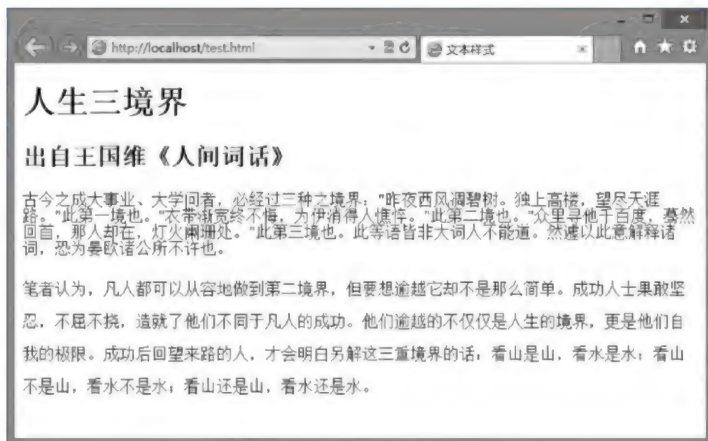 http://localhost/test.html
文本样式
人生三境界
出自王国维《人间词话》
古今之成大事业、大学问者，必经过三种之境界："昨夜西风凋碧树。独上高楼，望尽天涯
路。"此第一境也。"衣带渐宽终不悔，为伊消得人憔悴。"此第二境也。"众里寻他千百度，蓦然
回首，那人却在，灯火阑珊处。"此第三境也。此等语皆非大词人不能道。然遽以此意解释诸
词，恐为晏欧诸公所不许也。
笔者认为，凡人都可以从容地做到第二境界，但要想逾越它却不是那么简单。成功人士果敢坚
忍，不屈不挠，造就了他们不同于凡人的成功。他们逾越的不仅仅是人生的境界，更是他们自
我的极限。成功后回望来路的人，才会明白另解这三重境界的话：看山是山，看水是水；看山
不是山，看水不是水；看山还是山，看水还是水。